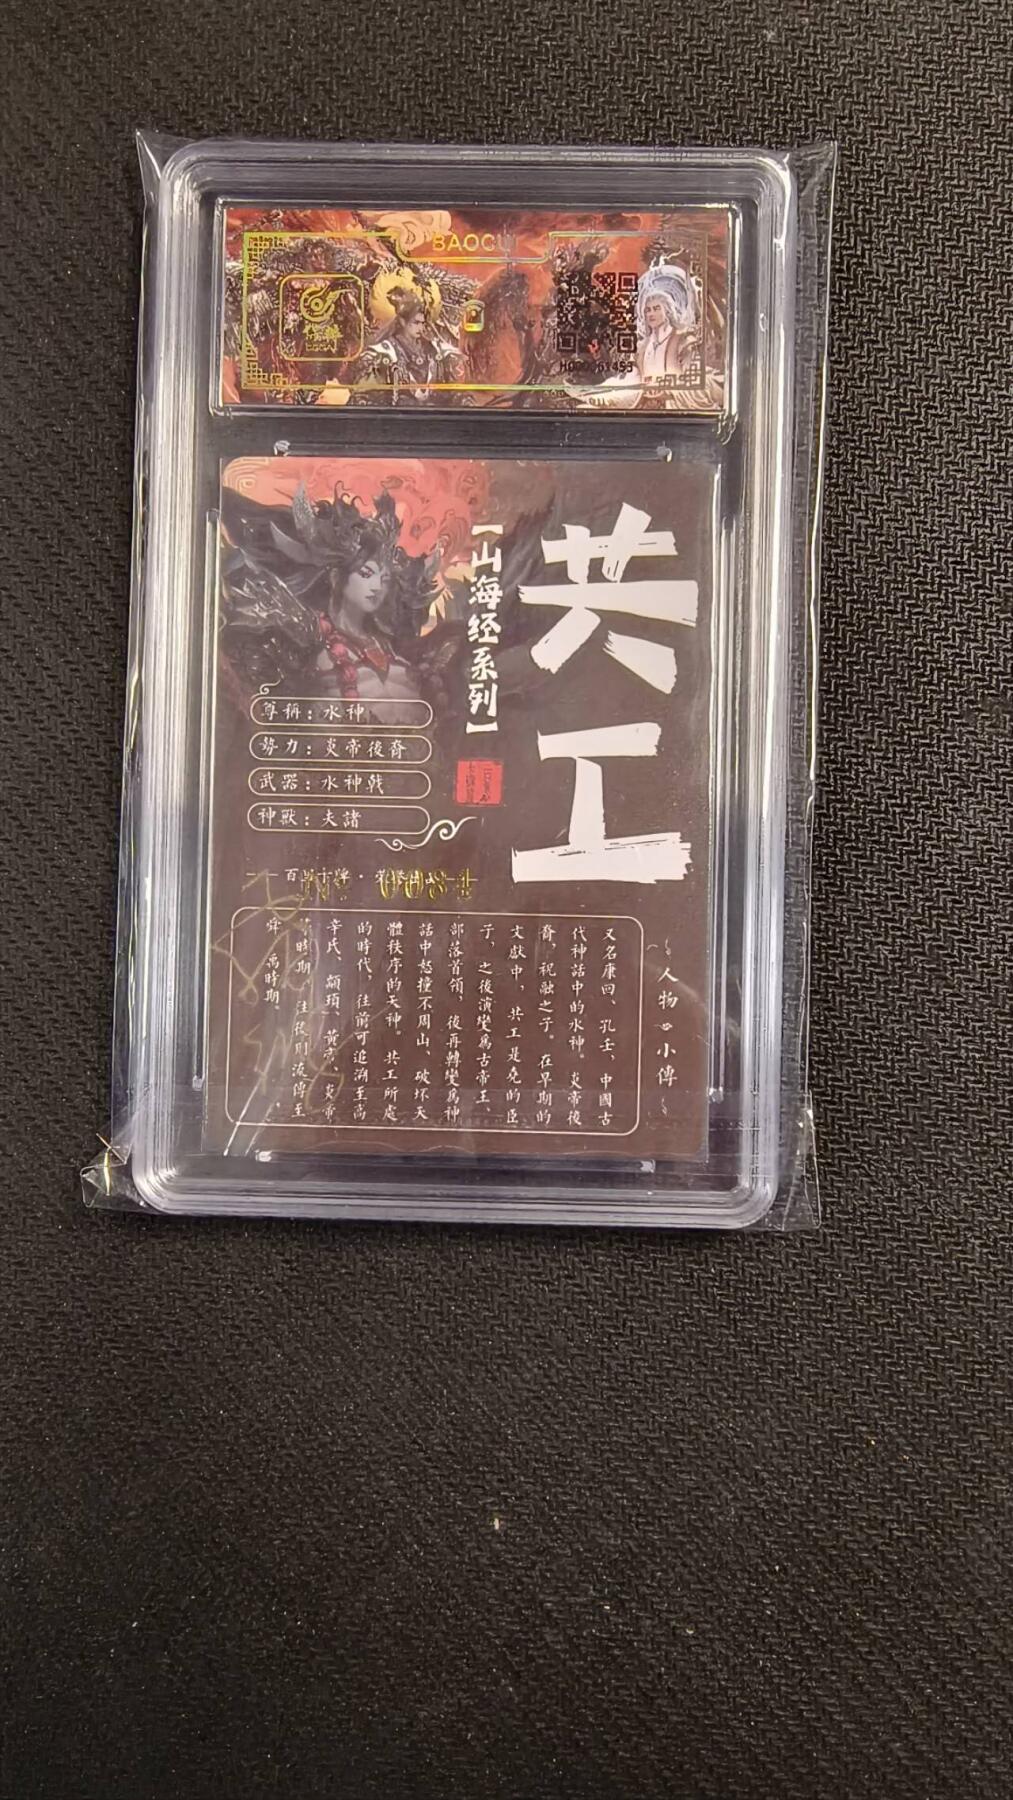 BAOCUI
H000061453
共工
【山海经系列】
尊稱：水神
勢力：炎帝後裔
武器：水神戟
神獸：夫諸
人物小傳
又名康回、孔壬、中國古
代神話中的水神。炎帝後
裔，祝融之子。在早期的
文獻中，共工是堯的臣
子，之後演變爲古帝王、
部落首領，後再轉變爲神
話中怒撞不周山、破坏天
體秩序的天神。共工所處
的時代，往前可追溯至高
辛氏、顓頊、黃帝、炎帝
時期，往後則流傳至
舜、禹時期。